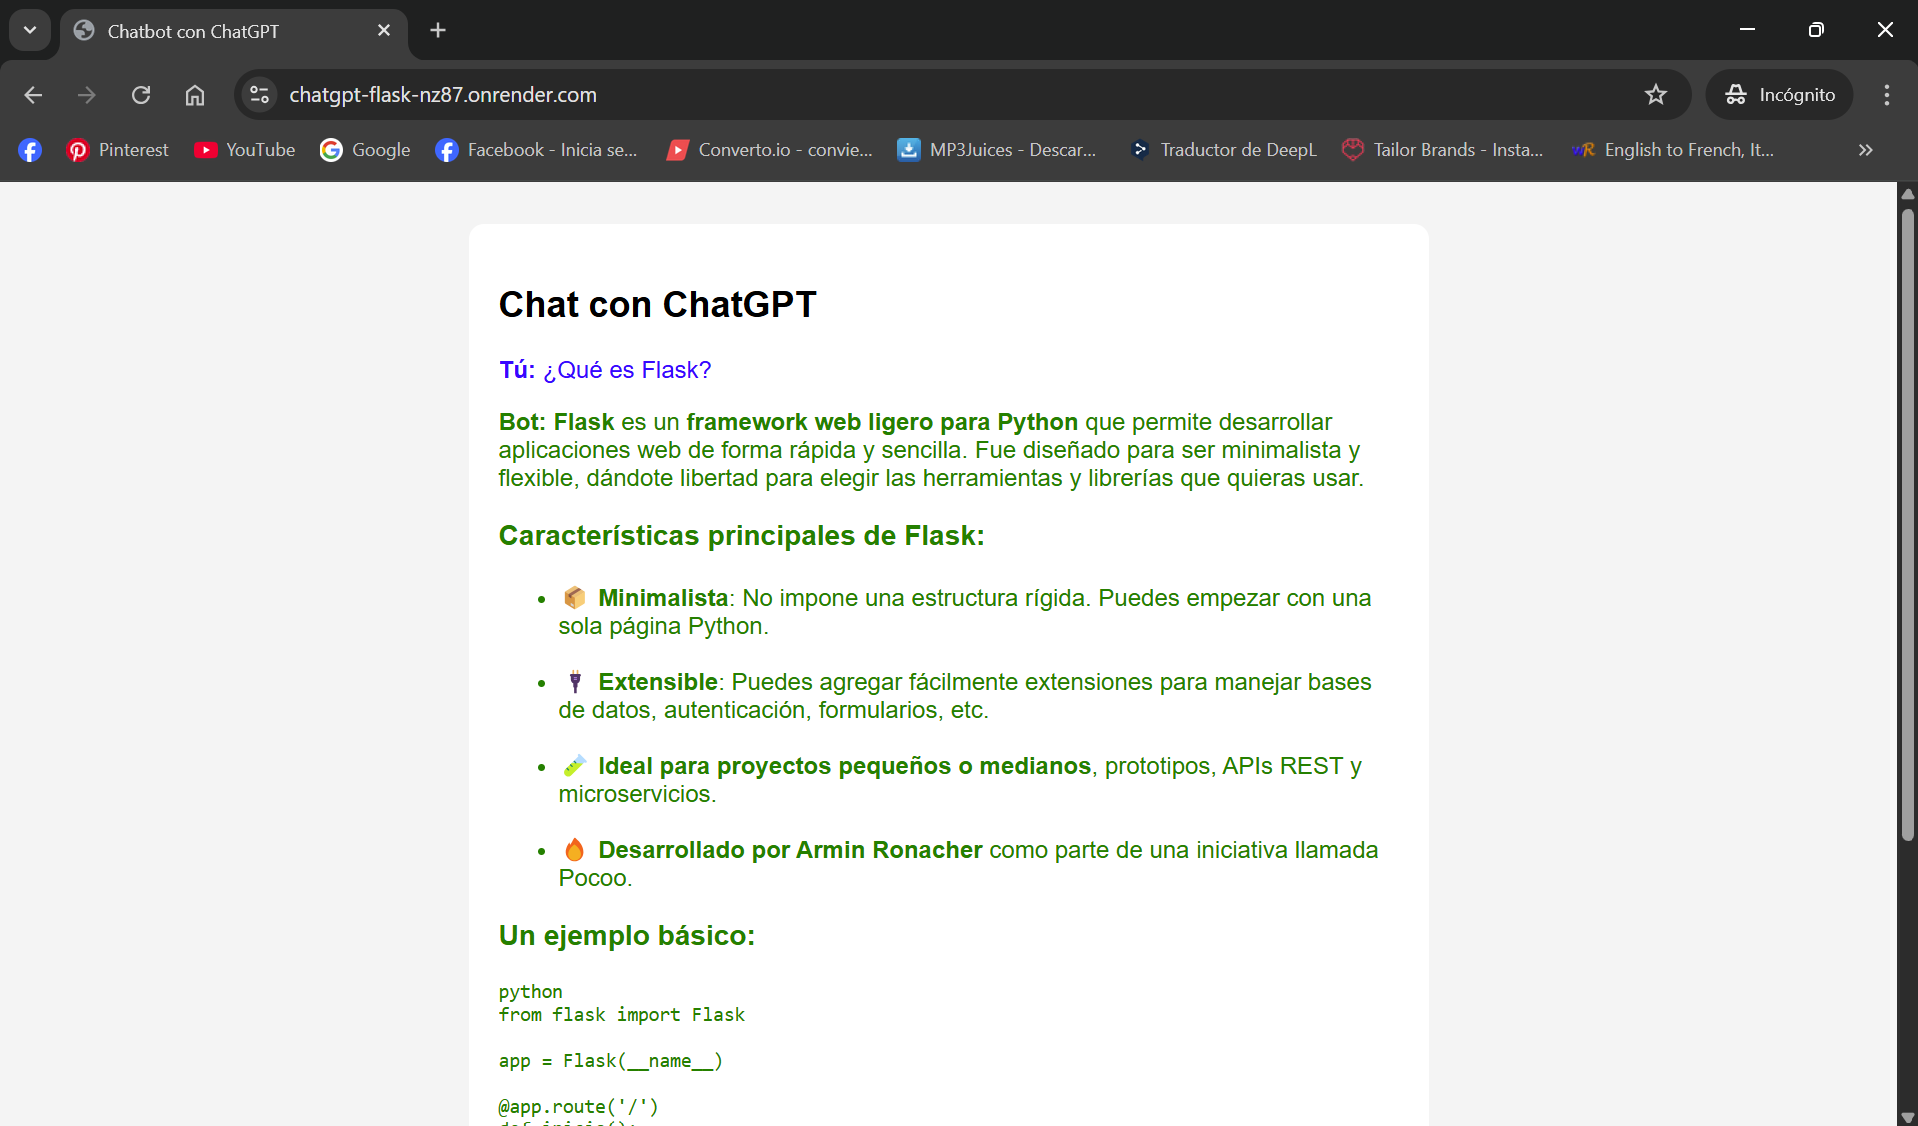 Chatbot con ChatGPT
chatgpt-flask-nz87.onrender.com
Incógnito
Pinterest
YouTube
Google
Facebook - Inicia se...
Converto.io - convie...
MP3Juices - Descar...
Traductor de DeepL
Tailor Brands - Insta...
English to French, It...
Chat con ChatGPT
Tú: ¿Qué es Flask?
Bot: Flask es un framework web ligero para Python que permite desarrollar
aplicaciones web de forma rápida y sencilla. Fue diseñado para ser minimalista y
flexible, dándote libertad para elegir las herramientas y librerías que quieras usar.
Características principales de Flask:
• 📦 Minimalista: No impone una estructura rígida. Puedes empezar con una
sola página Python.
• 🔌 Extensible: Puedes agregar fácilmente extensiones para manejar bases
de datos, autenticación, formularios, etc.
• 🧪 Ideal para proyectos pequeños o medianos, prototipos, APIs REST y
microservicios.
• 🔥 Desarrollado por Armin Ronacher como parte de una iniciativa llamada
Pocoo.
Un ejemplo básico:
python
from flask import Flask
app = Flask(__name__)
@app.route('/')